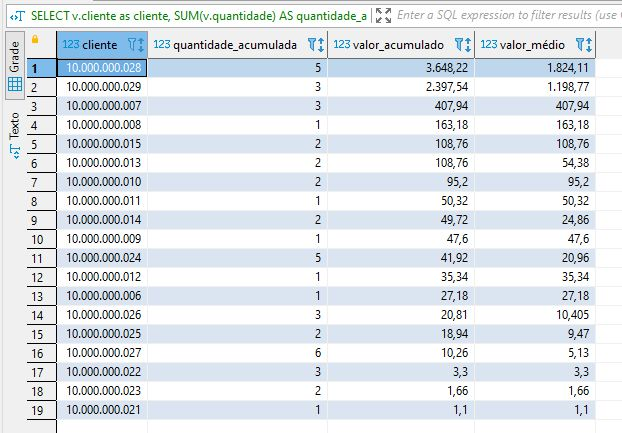 SELECT v.cliente as cliente, SUM(v.quantidade) AS quantidade_a Enter a SQL expression to filter results (use
Grade
Texto
123 cliente 123 quantidade_acumulada 123 valor_acumulado 123 valor_médio
1 10.000.000.028 5 3.648,22 1.824,11
2 10.000.000.029 3 2.397,54 1.198,77
3 10.000.000.007 3 407,94 407,94
4 10.000.000.008 1 163,18 163,18
5 10.000.000.015 2 108,76 108,76
6 10.000.000.013 2 108,76 54,38
7 10.000.000.010 2 95,2 95,2
8 10.000.000.011 1 50,32 50,32
9 10.000.000.014 2 49,72 24,86
10 10.000.000.009 1 47,6 47,6
11 10.000.000.024 5 41,92 20,96
12 10.000.000.012 1 35,34 35,34
13 10.000.000.006 1 27,18 27,18
14 10.000.000.026 3 20,81 10,405
15 10.000.000.025 2 18,94 9,47
16 10.000.000.027 6 10,26 5,13
17 10.000.000.022 3 3,3 3,3
18 10.000.000.023 2 1,66 1,66
19 10.000.000.021 1 1,1 1,1